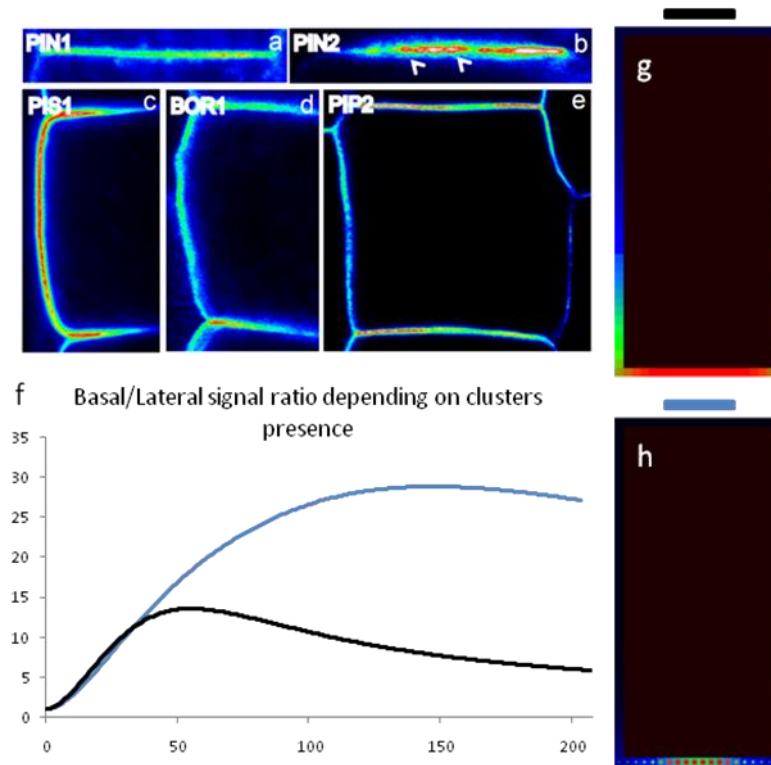 PIN1 a
PIN2 b
PIS1 c
BOR1 d
PIP2 e
g
f Basal/Lateral signal ratio depending on clusters
presence
h
35
30
25
20
15
10
5
0
0 50 100 150 200